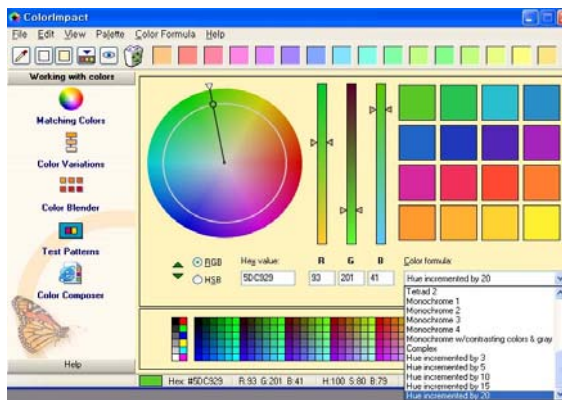 ColorImpact
File Edit View Palette Color Formula Help
Working with colors
Matching Colors
Color Variations
Color Blender
Test Patterns
Color Composer
Help
RGB
HSB
Hex value:
5DC929
R G B
93 201 41
Color formula:
Hue incremented by 20
Tetrad 2
Monochrome 1
Monochrome 2
Monochrome 3
Monochrome 4
Monochrome w/contrasting colors & gray
Complex
Hue incremented by 3
Hue incremented by 5
Hue incremented by 10
Hue incremented by 15
Hue incremented by 20
Hex: #5DC929 R:93 G:201 B:41 H:100 S:80 B:79